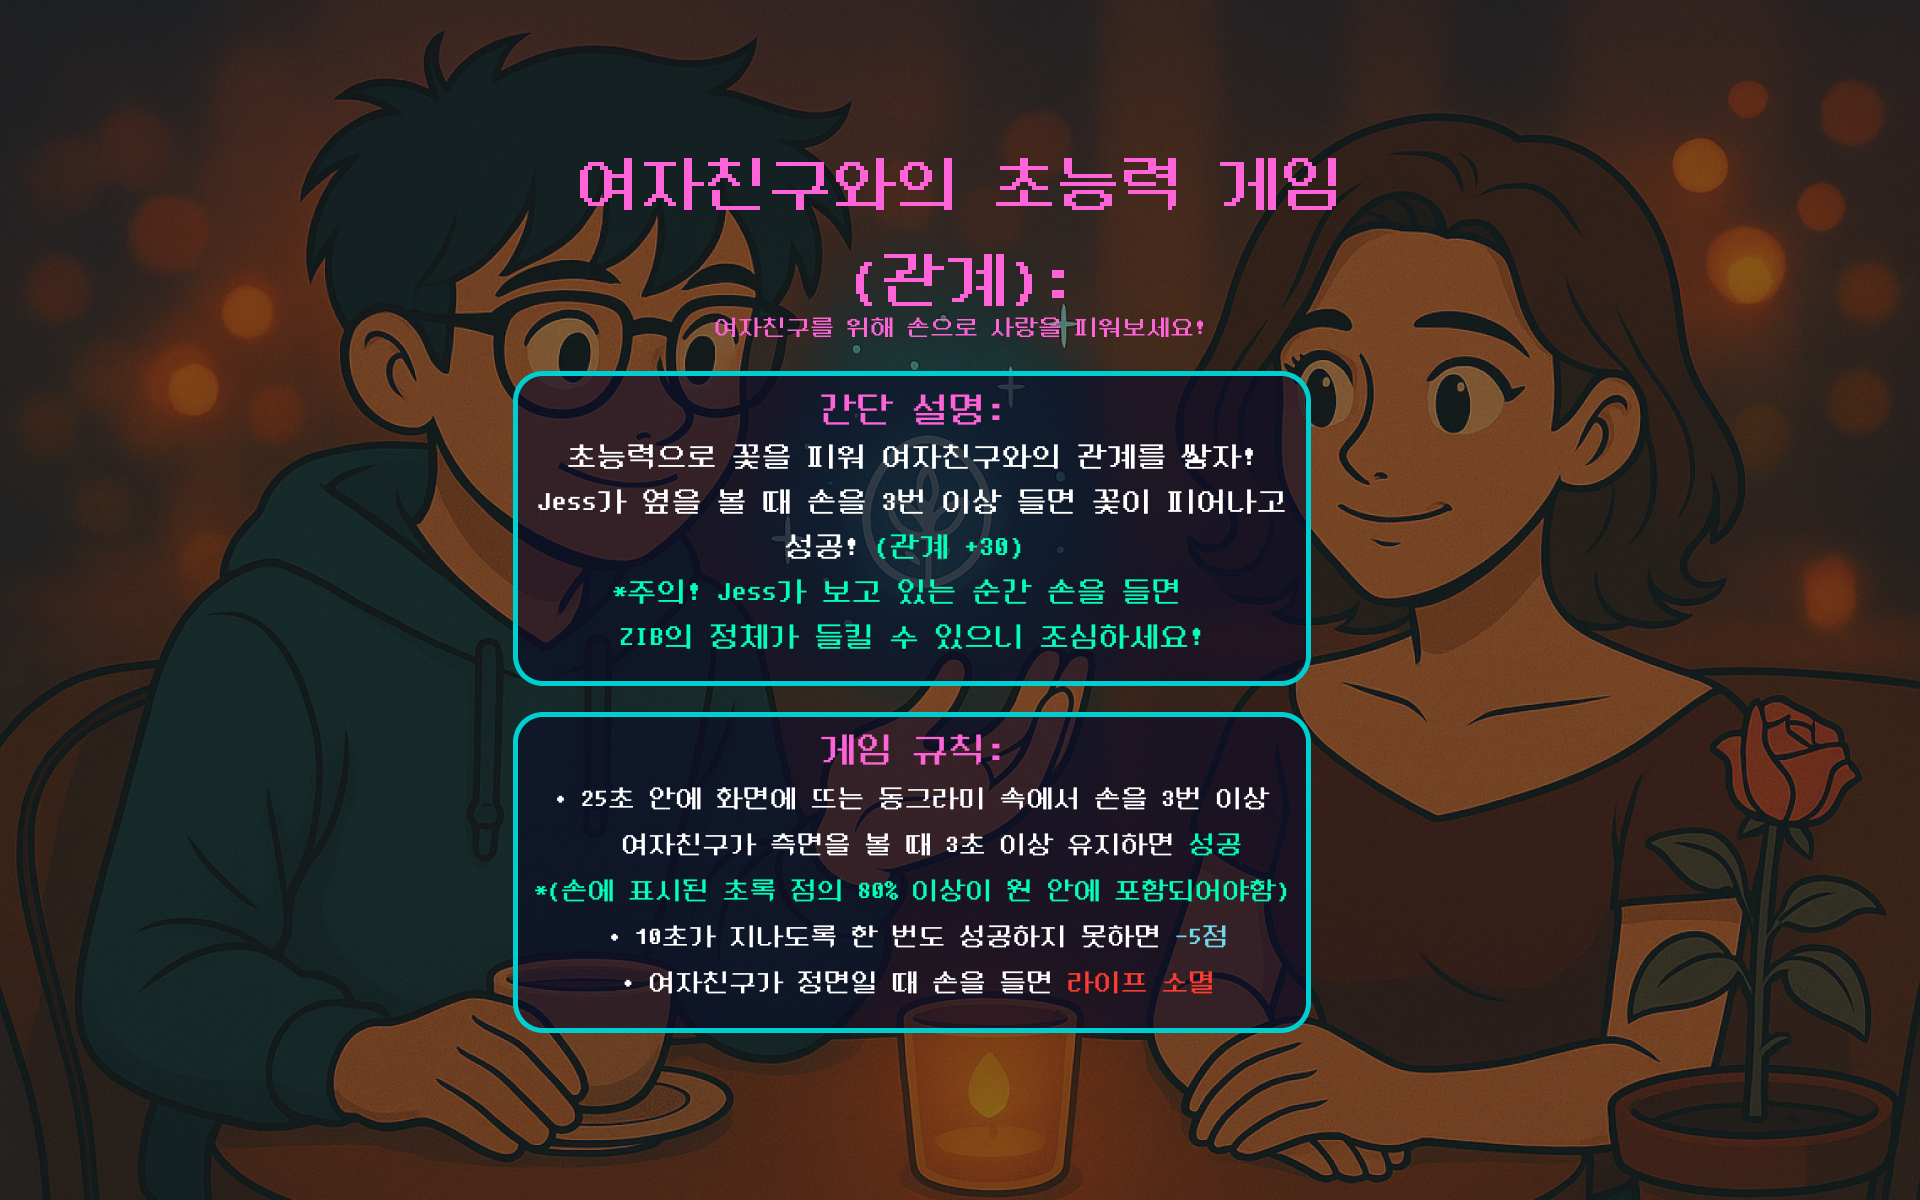 여자친구와의 초능력 게임
(관계):
여자친구를 위해 손으로 사랑을 피워보세요!
간단 설명:
초능력으로 꽃을 피워 여자친구와의 관계를 쌓자!
Jess가 옆을 볼 때 손을 3번 이상 들면 꽃이 피어나고
성공! (관계 +30)
*주의! Jess가 보고 있는 순간 손을 들면
ZIB의 정체가 들킬 수 있으니 조심하세요!
게임 규칙:
• 25초 안에 화면에 뜨는 동그라미 속에서 손을 3번 이상
여자친구가 측면을 볼 때 3초 이상 유지하면 성공
*(손에 표시된 초록 점의 80% 이상이 원 안에 포함되어야함)
• 10초가 지나도록 한 번도 성공하지 못하면 -5점
• 여자친구가 정면일 때 손을 들면 라이프 소멸